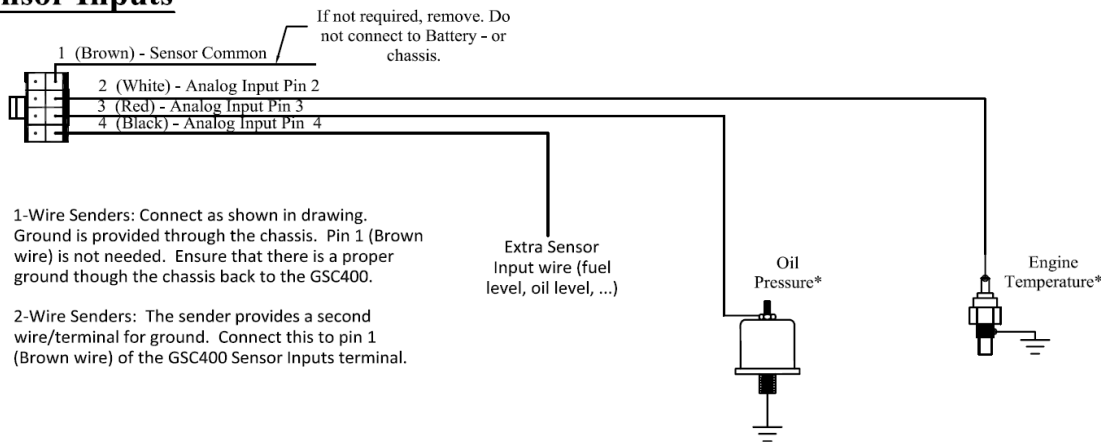 If not required, remove. Do
not connect to Battery - or
chassis.
1 (Brown) - Sensor Common
2 (White) - Analog Input Pin 2
3 (Red) - Analog Input Pin 3
4 (Black) - Analog Input Pin 4
1-Wire Senders: Connect as shown in drawing.
Ground is provided through the chassis. Pin 1 (Brown
wire) is not needed. Ensure that there is a proper
ground though the chassis back to the GSC400.
2-Wire Senders: The sender provides a second
wire/terminal for ground. Connect this to pin 1
(Brown wire) of the GSC400 Sensor Inputs terminal.
Extra Sensor
Input wire (fuel
level, oil level, ...)
Oil
Pressure*
Engine
Temperature*